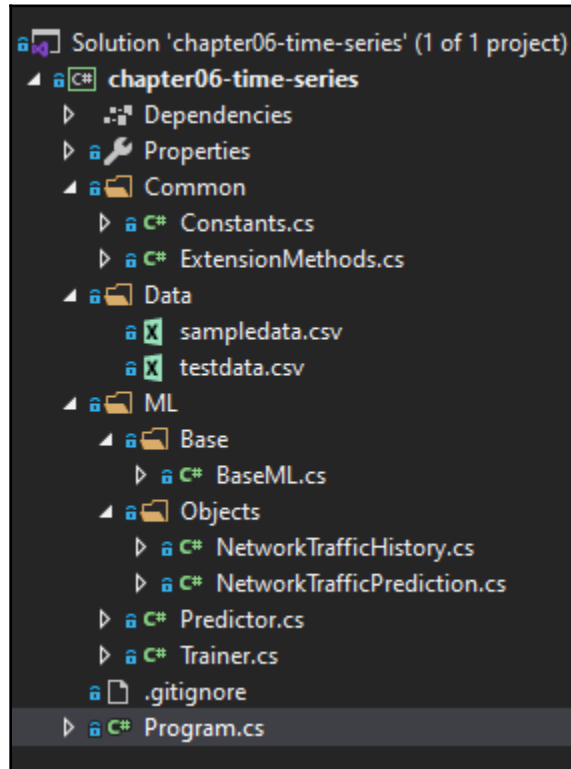 Solution 'chapter06-time-series' (1 of 1 project)
C# chapter06-time-series
Dependencies
Properties
Common
C# Constants.cs
C# ExtensionMethods.cs
Data
X sampledata.csv
X testdata.csv
ML
Base
C# BaseML.cs
Objects
C# NetworkTrafficHistory.cs
C# NetworkTrafficPrediction.cs
C# Predictor.cs
C# Trainer.cs
.gitignore
C# Program.cs